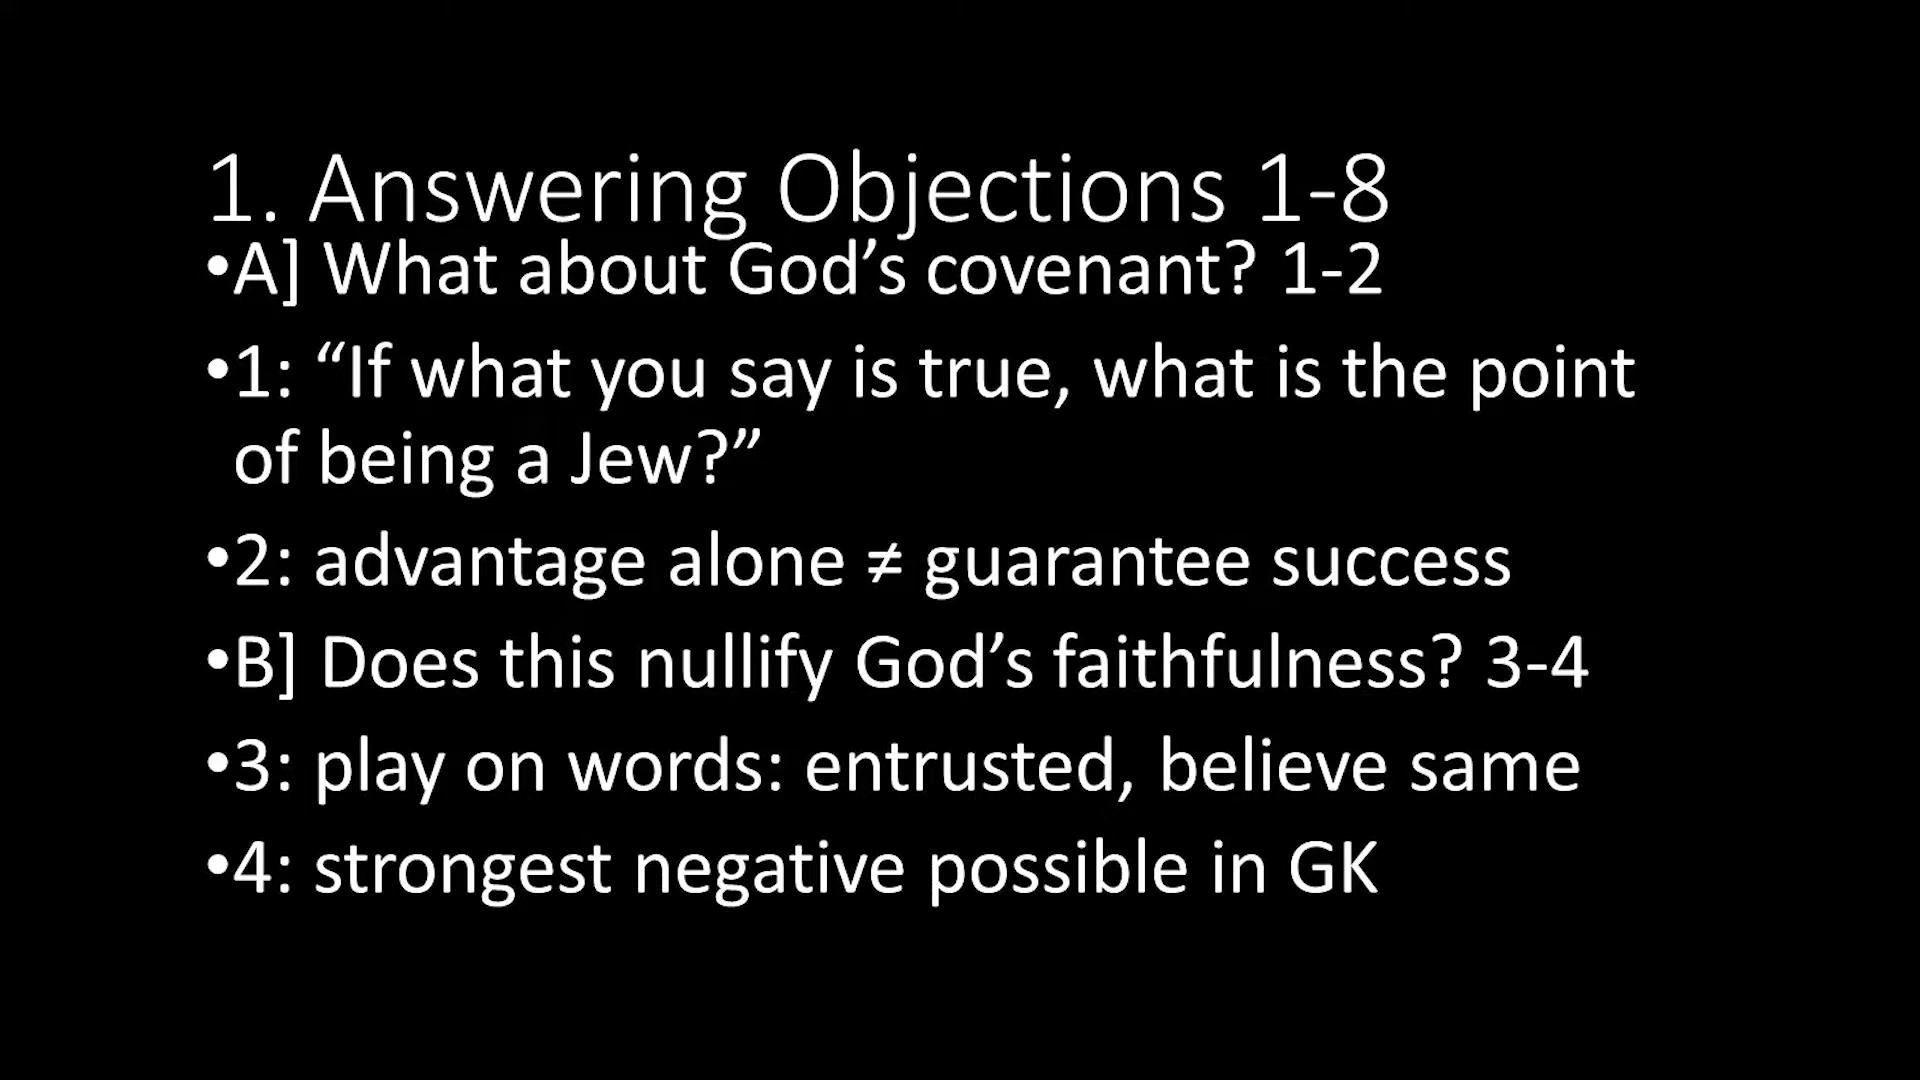 1. Answering Objections 1-8
•A] What about God’s covenant? 1-2
•1: “If what you say is true, what is the point
of being a Jew?”
•2: advantage alone ≠ guarantee success
•B] Does this nullify God’s faithfulness? 3-4
•3: play on words: entrusted, believe same
•4: strongest negative possible in GK